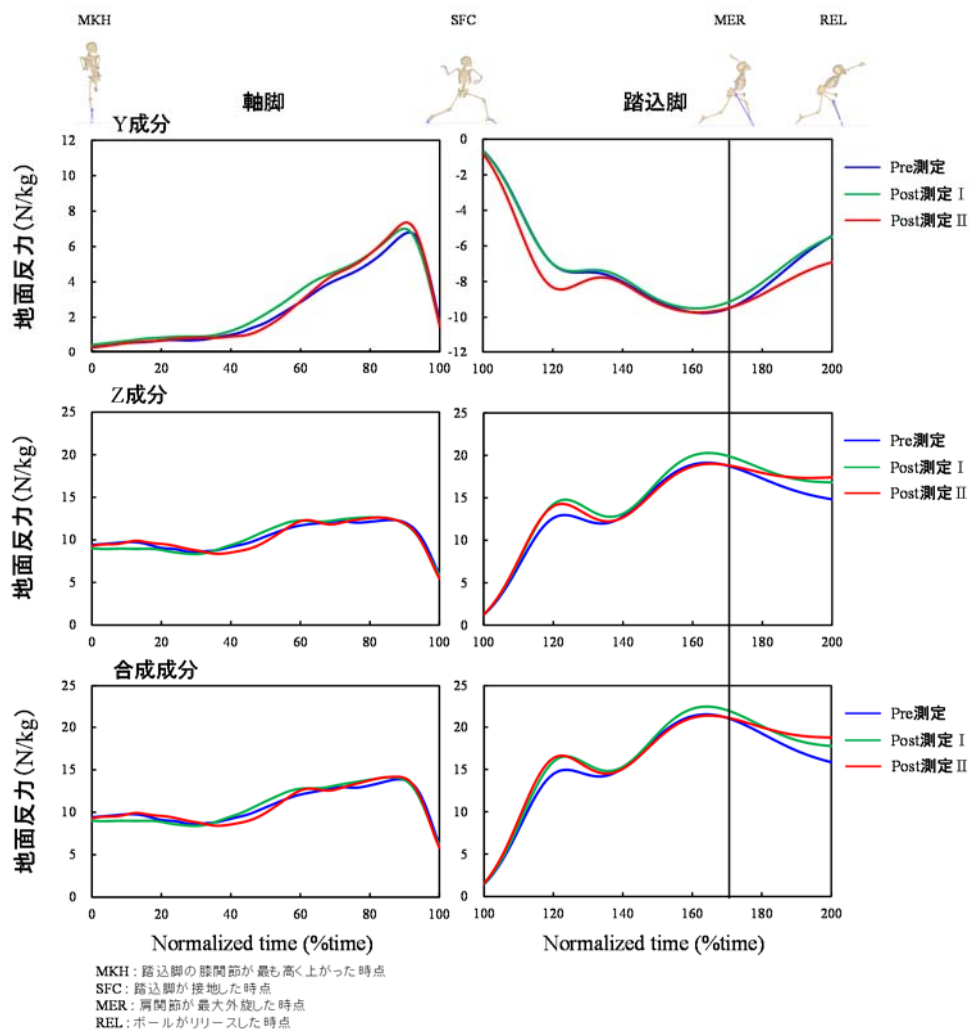 MKH
SFC
MER
REL
軸脚
踏込脚
Y成分
地面反力(N/kg)
12
10
8
6
4
2
0
0
20
40
60
80
100
0
-2
-4
-6
-8
-10
-12
100
120
140
160
180
200
Pre測定
Post測定Ⅰ
Post測定Ⅱ
Z成分
地面反力(N/kg)
25
20
15
10
5
0
0
20
40
60
80
100
25
20
15
10
5
0
100
120
140
160
180
200
Pre測定
Post測定Ⅰ
Post測定Ⅱ
合成成分
地面反力(N/kg)
25
20
15
10
5
0
0
20
40
60
80
100
25
20
15
10
5
0
100
120
140
160
180
200
Pre測定
Post測定Ⅰ
Post測定Ⅱ
Normalized time (%time)
Normalized time (%time)
MKH：踏込脚の膝関節が最も高く上がった時点
SFC：踏込脚が接地した時点
MER：肩関節が最大外旋した時点
REL：ボールがリリースした時点